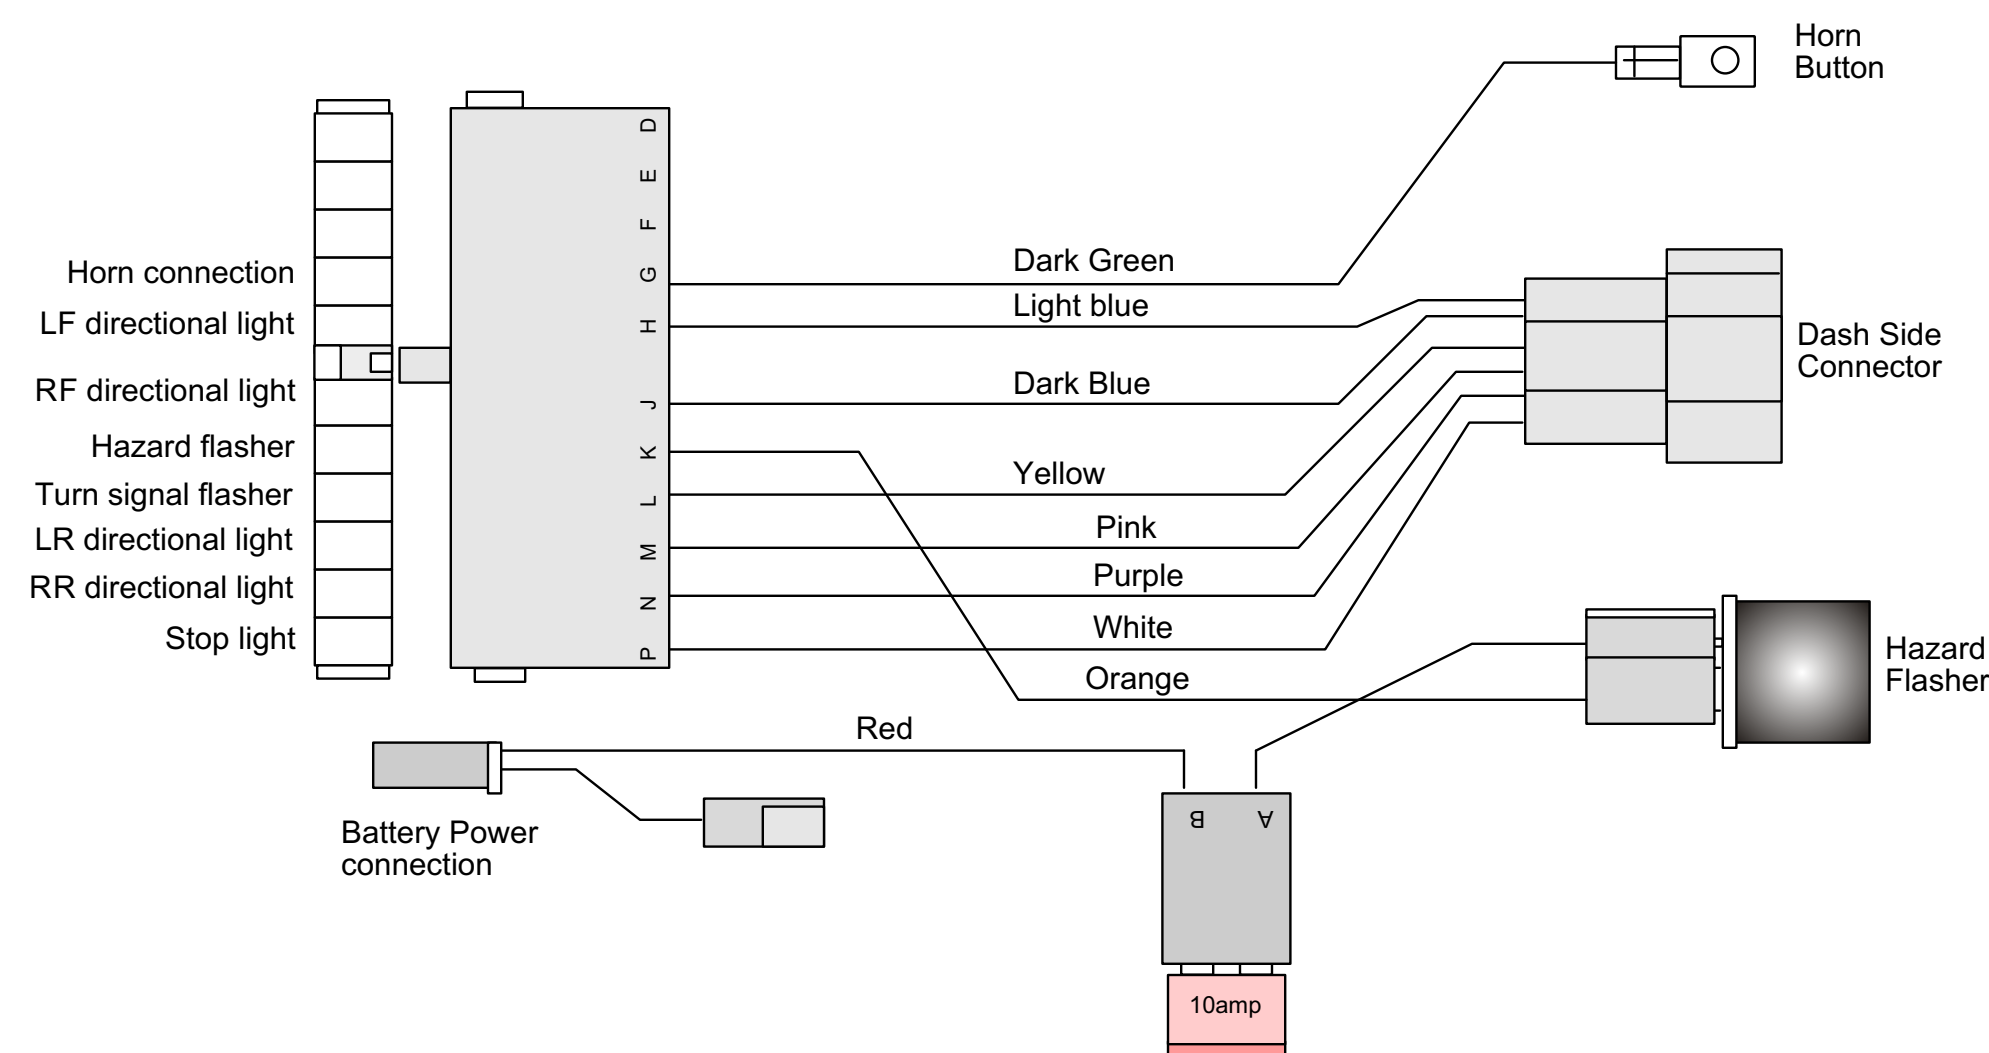 Horn
Button
D
E
F
Dark Green
Horn connection
G
Light blue
LF directional light
H
Dash Side
Connector
RF directional light
J
Dark Blue
Hazard flasher
K
Yellow
Turn signal flasher
L
Pink
LR directional light
M
Purple
RR directional light
N
White
Stop light
P
Hazard
Flasher
Orange
Red
B
A
Battery Power
connection
10amp